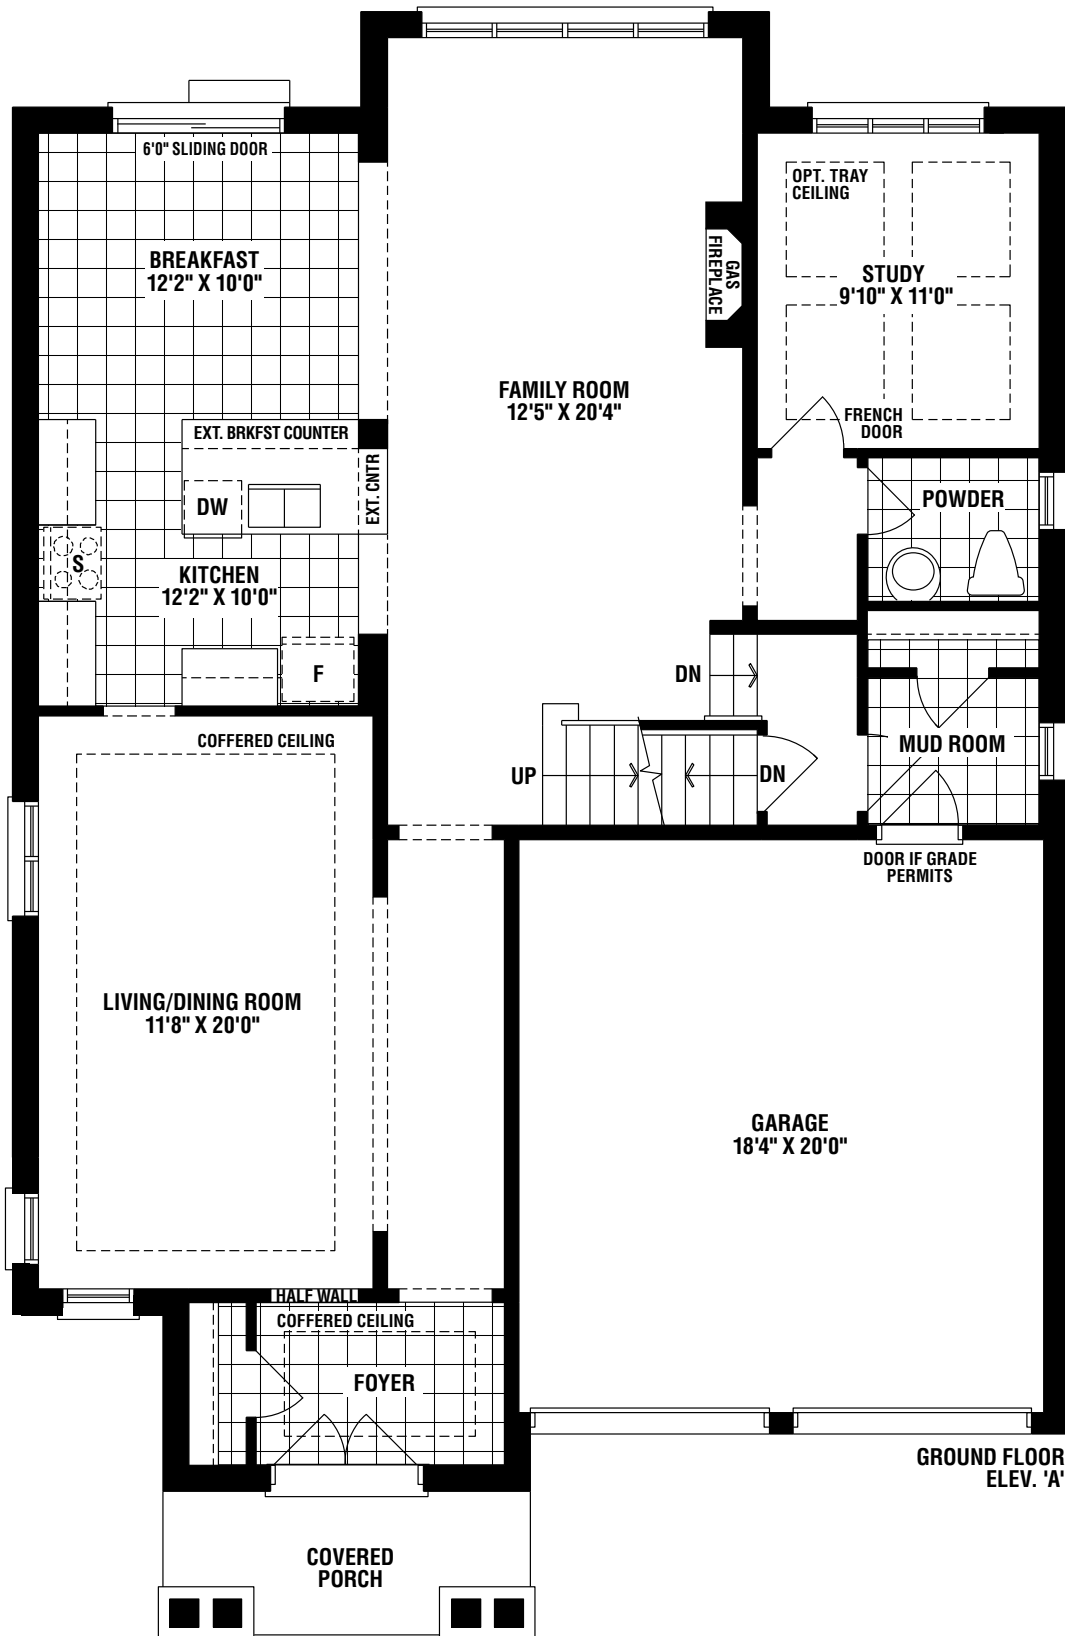 6'0" SLIDING DOOR
BREAKFAST
12'2" X 10'0"
OPT. TRAY
CEILING
GAS
FIREPLACE
STUDY
9'10" X 11'0"
FAMILY ROOM
12'5" X 20'4"
FRENCH
DOOR
EXT. BRKFST COUNTER
EXT. CNTR
DW
POWDER
S
KITCHEN
12'2" X 10'0"
F
DN
COFFERED CEILING
MUD ROOM
UP
DN
DOOR IF GRADE
PERMITS
LIVING/DINING ROOM
11'8" X 20'0"
GARAGE
18'4" X 20'0"
HALF WALL
COFFERED CEILING
FOYER
GROUND FLOOR
ELEV. 'A'
COVERED
PORCH